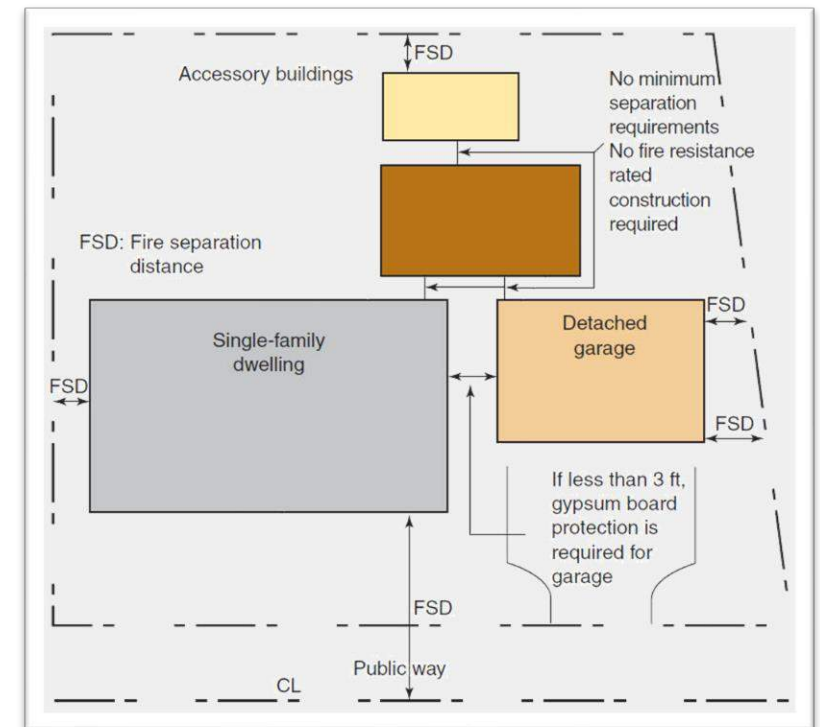 FSD
Accessory buildings
No minimum
separation
requirements
No fire resistance
rated
construction
required
FSD: Fire separation
distance
FSD
Single-family
dwelling
Detached
garage
FSD
FSD
If less than 3 ft,
gypsum board
protection is
required for
garage
FSD
Public way
CL